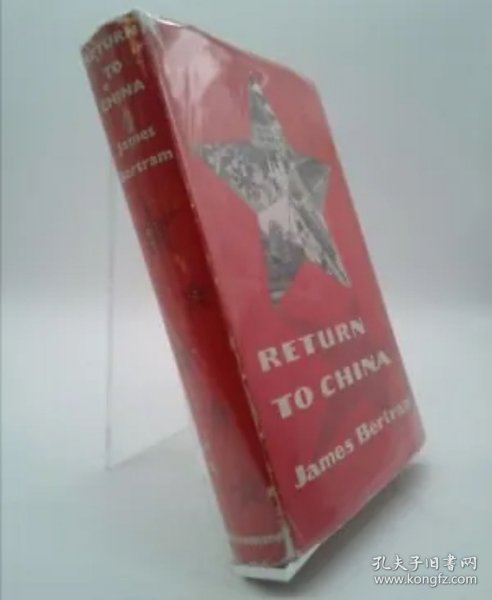 RETURN
TO
CHINA
James
Bertram
RETURN
TO CHINA
James Bertram
孔夫子旧书网
www.kongfz.com